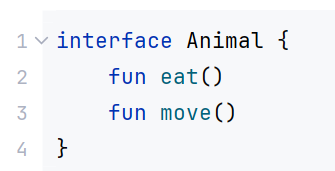 1 interface Animal {
2     fun eat()
3     fun move()
4 }